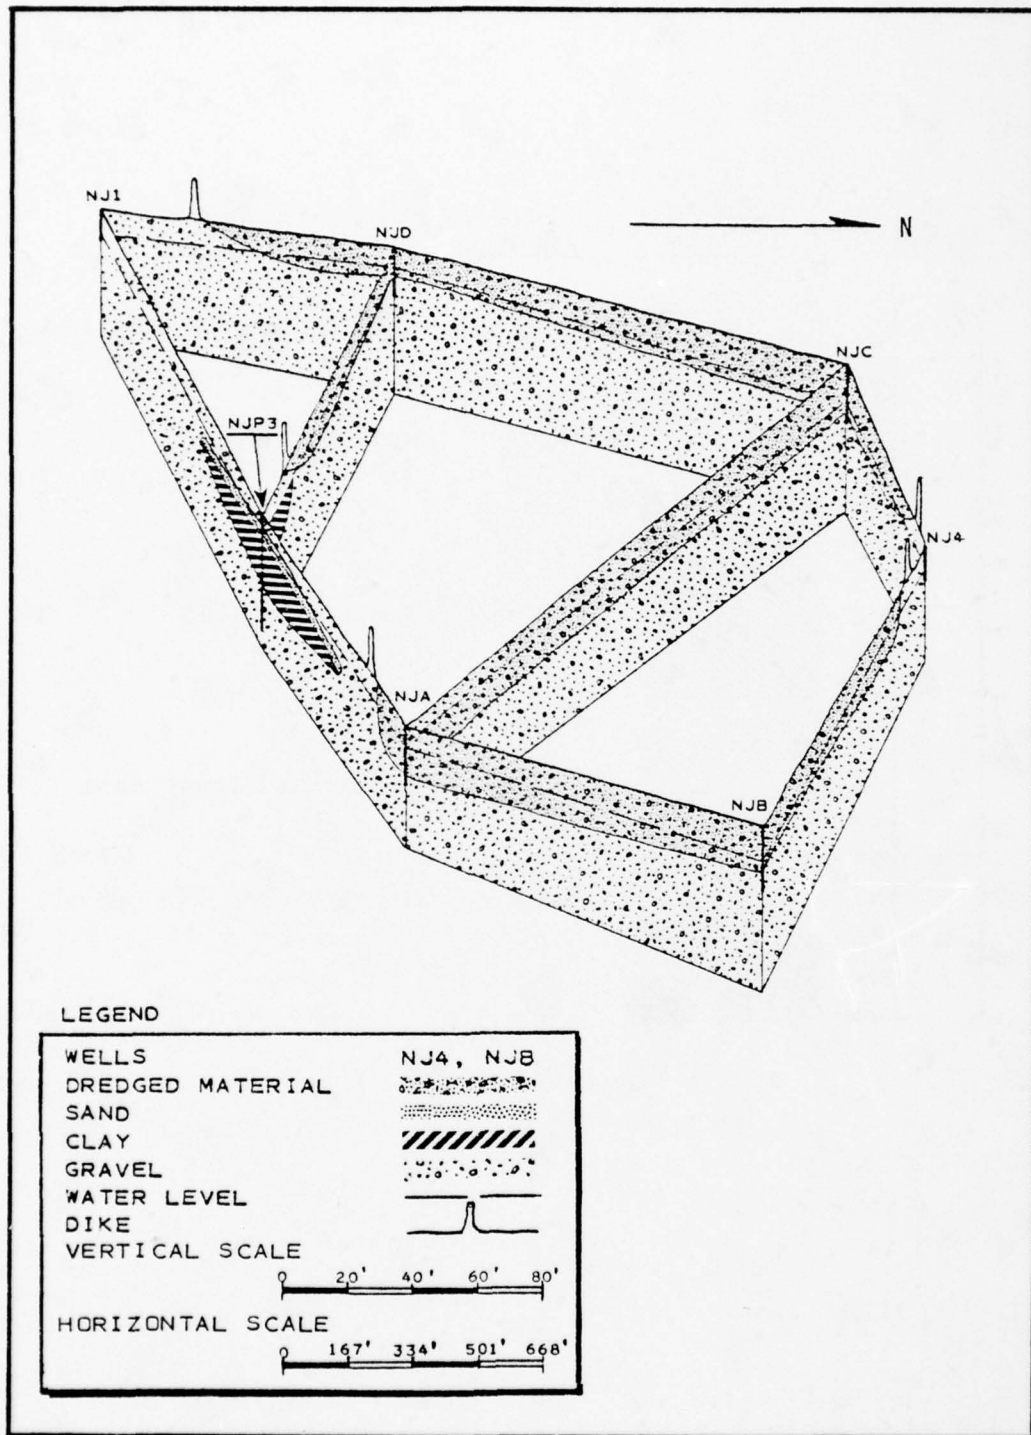 NJ1
NJD
N
NJC
NJP3
NJ4
NJA
NJB
LEGEND
WELLS NJ4, NJB
DREDGED MATERIAL
SAND
CLAY
GRAVEL
WATER LEVEL
DIKE
VERTICAL SCALE
0 20' 40' 60' 80'
HORIZONTAL SCALE
0 167' 334' 501' 668'